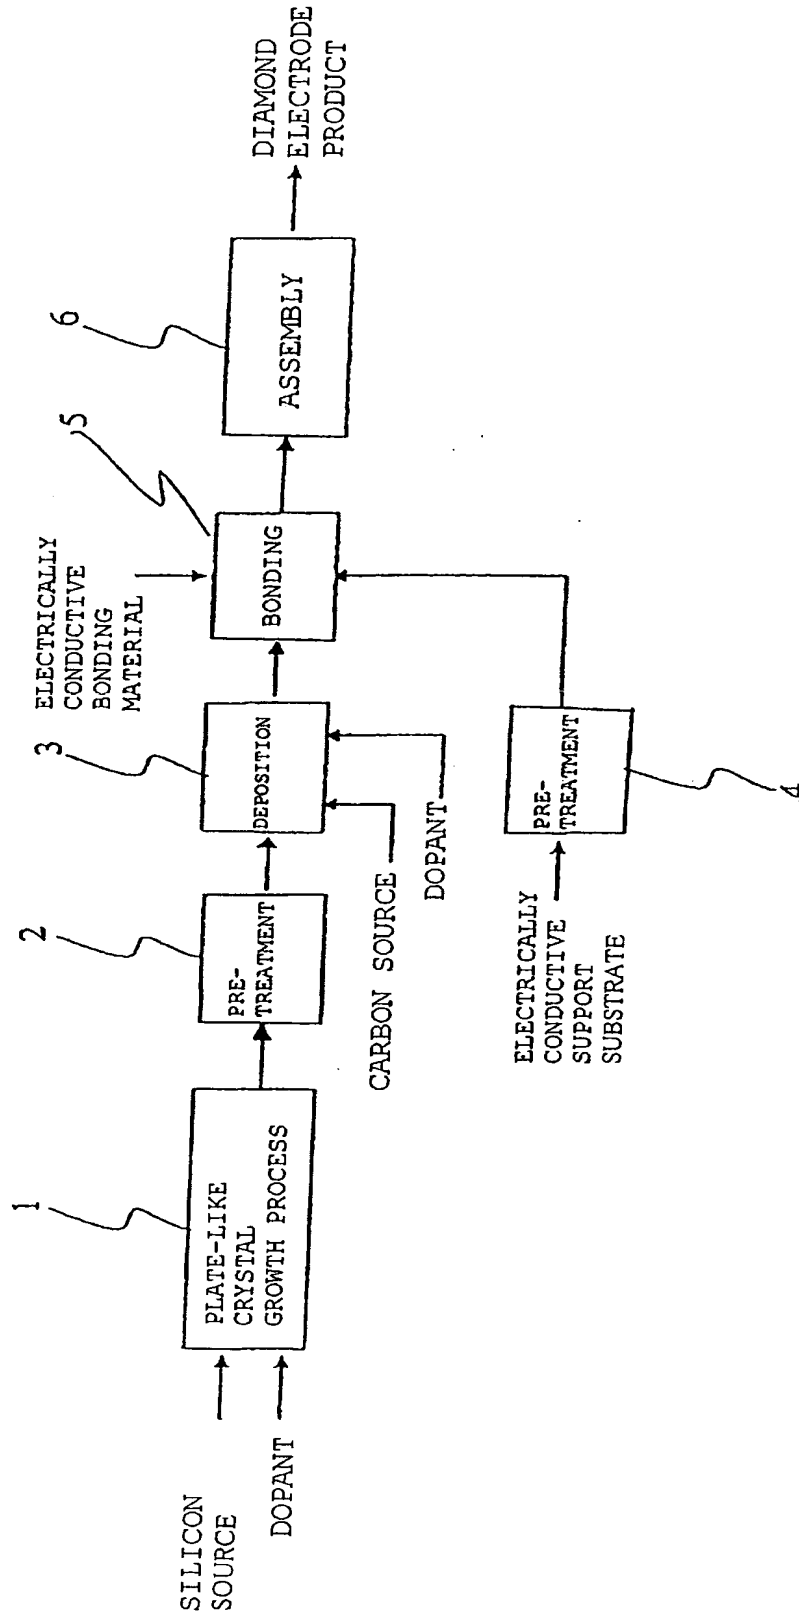 SILICON
SOURCE
DOPANT
1
PLATE-LIKE
CRYSTAL
GROWTH PROCESS
2
PRE-
TREATMENT
3
DEPOSITION
CARBON SOURCE
DOPANT
ELECTRICALLY
CONDUCTIVE
BONDING
MATERIAL
5
BONDING
ELECTRICALLY
CONDUCTIVE
SUPPORT
SUBSTRATE
PRE-
TREATMENT
4
6
ASSEMBLY
DIAMOND
ELECTRODE
PRODUCT